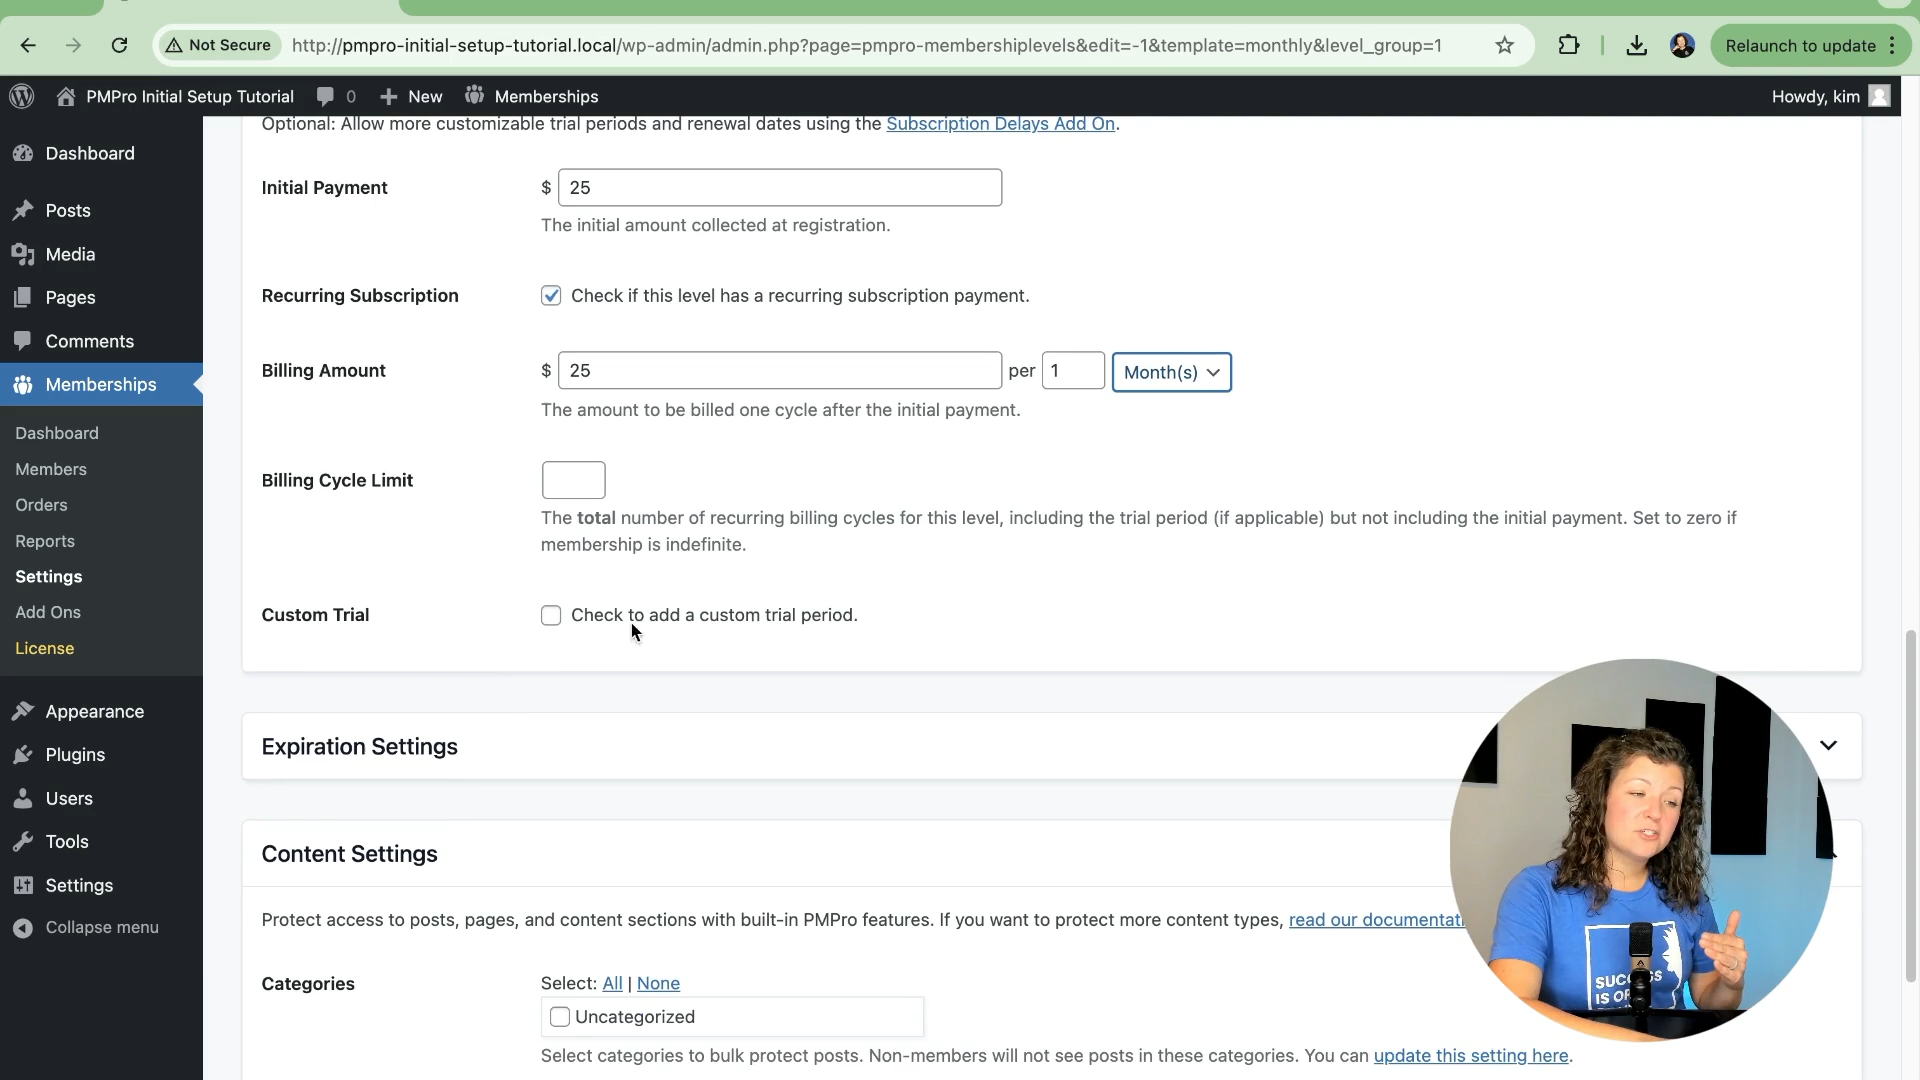 Not Secure
http://pmpro-initial-setup-tutorial.local/wp-admin/admin.php?page=pmpro-membershiplevels&edit=-1&template=monthly&level_group=1
Relaunch to update
PMPro Initial Setup Tutorial
0
New
Memberships
Howdy, kim
Dashboard
Posts
Media
Pages
Comments
Memberships
Dashboard
Members
Orders
Reports
Settings
Add Ons
License
Appearance
Plugins
Users
Tools
Settings
Collapse menu
Optional: Allow more customizable trial periods and renewal dates using the Subscription Delays Add On.
Initial Payment
$ 25
The initial amount collected at registration.
Recurring Subscription
Check if this level has a recurring subscription payment.
Billing Amount
$ 25 per 1 Month(s)
The amount to be billed one cycle after the initial payment.
Billing Cycle Limit
The total number of recurring billing cycles for this level, including the trial period (if applicable) but not including the initial payment. Set to zero if
membership is indefinite.
Custom Trial
Check to add a custom trial period.
Expiration Settings
Content Settings
Protect access to posts, pages, and content sections with built-in PMPro features. If you want to protect more content types, read our documentati
Categories
Select: All | None
Uncategorized
Select categories to bulk protect posts. Non-members will not see posts in these categories. You can update this setting here.
IS